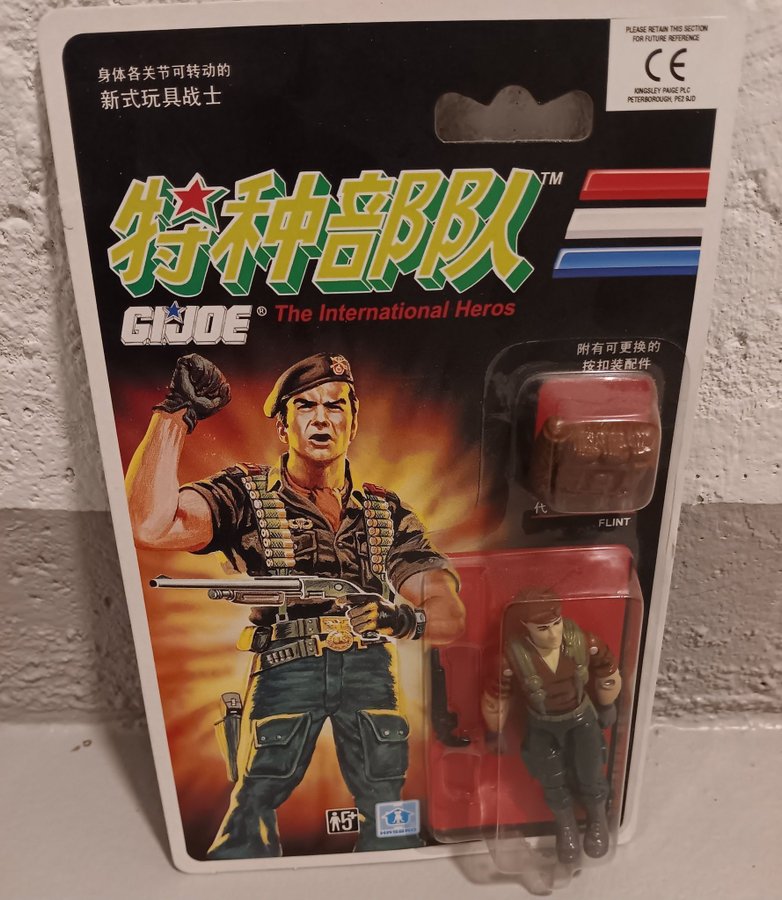 PLEASE RETAIN THIS SECTION
FOR FUTURE REFERENCE
CE
KINGSLEY PAIGE PLC
PETERBOROUGH, PE2 6JD
身体各关节可转动的
新式玩具战士
特种部队™
G.I.JOE® The International Heros
附有可更换的
按扣装配件
代
FLINT
5+
HASBRO